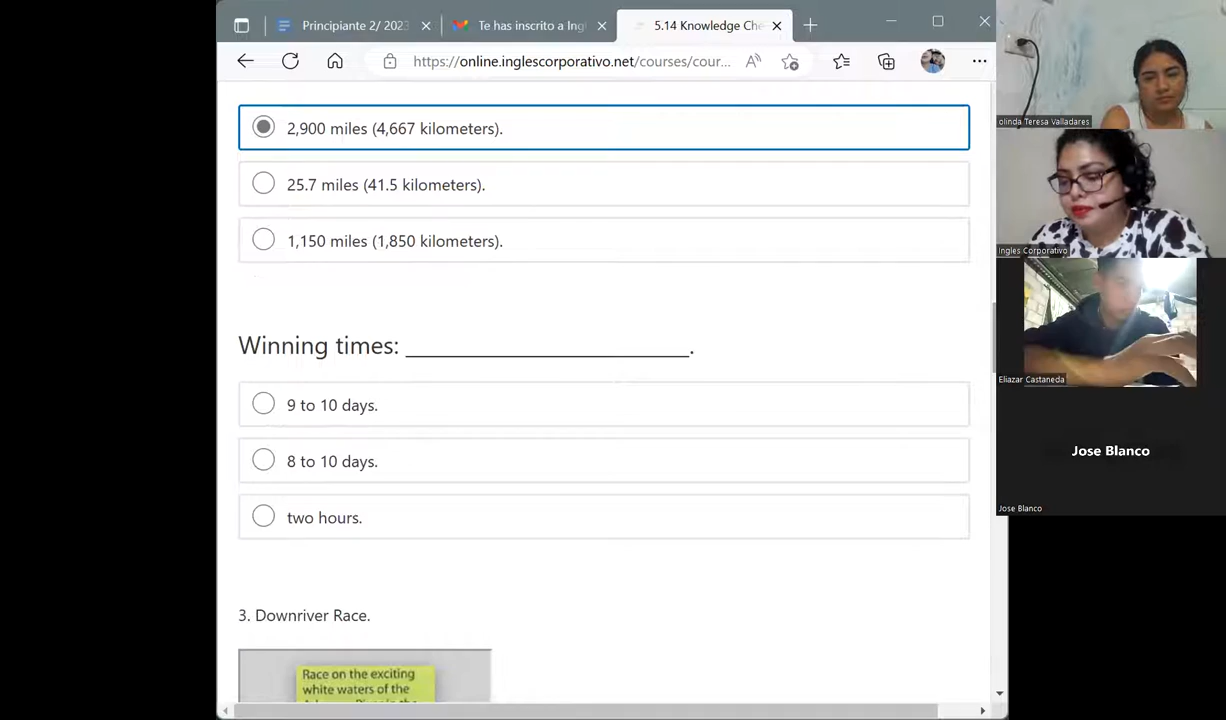 Principiante 2/ 202
Te has inscrito a Ing
5.14 Knowledge Che
https://online.inglescorporativo.net/courses/cour...
2,900 miles (4,667 kilometers).
25.7 miles (41.5 kilometers).
1,150 miles (1,850 kilometers).
Winning times: ______________________.
9 to 10 days.
8 to 10 days.
two hours.
3. Downriver Race.
Race on the exciting
white waters of the
olinda Teresa Valladares
Ingles Corporativo
Eliazar Castaneda
Jose Blanco
Jose Blanco